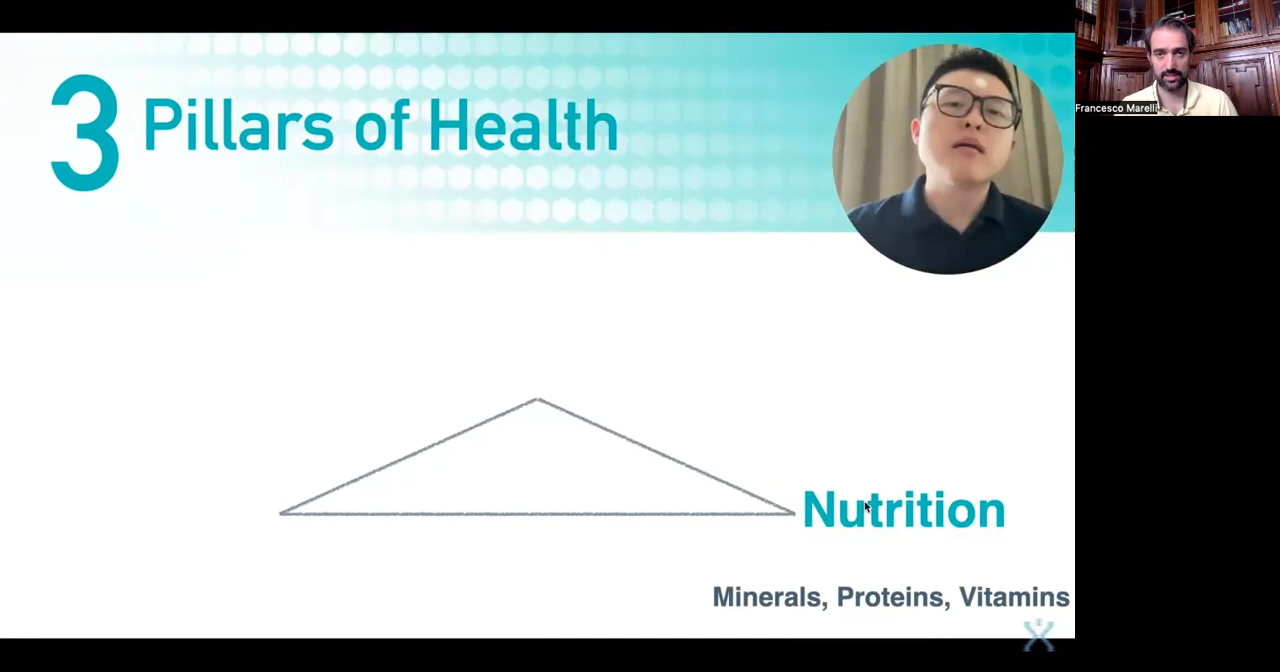 3 Pillars of Health
Francesco Marelli
Nutrition
Minerals, Proteins, Vitamins